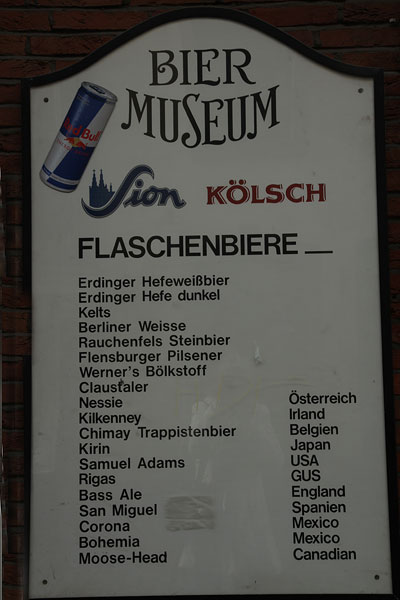 BIER
MUSEUM
Red Bull
Sion KÖLSCH
FLASCHENBIERE
Erdinger Hefeweißbier
Erdinger Hefe dunkel
Kelts
Berliner Weisse
Rauchenfels Steinbier
Flensburger Pilsener
Werner's Bölkstoff
Claustaler
Nessie Österreich
Kilkenney Irland
Chimay Trappistenbier Belgien
Kirin Japan
Samuel Adams USA
Rigas GUS
Bass Ale England
San Miguel Spanien
Corona Mexico
Bohemia Mexico
Moose-Head Canadian